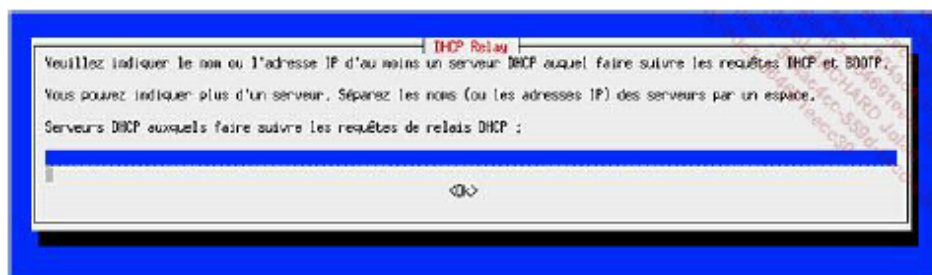 DHCP Relay
Veuillez indiquer le nom ou l'adresse IP d'au moins un serveur DHCP auquel faire suivre les requêtes DHCP et BOOTP.
Vous pouvez indiquer plus d'un serveur. Séparez les noms (ou les adresses IP) des serveurs par un espace.
Serveurs DHCP auxquels faire suivre les requêtes de relais DHCP :
<Ok>